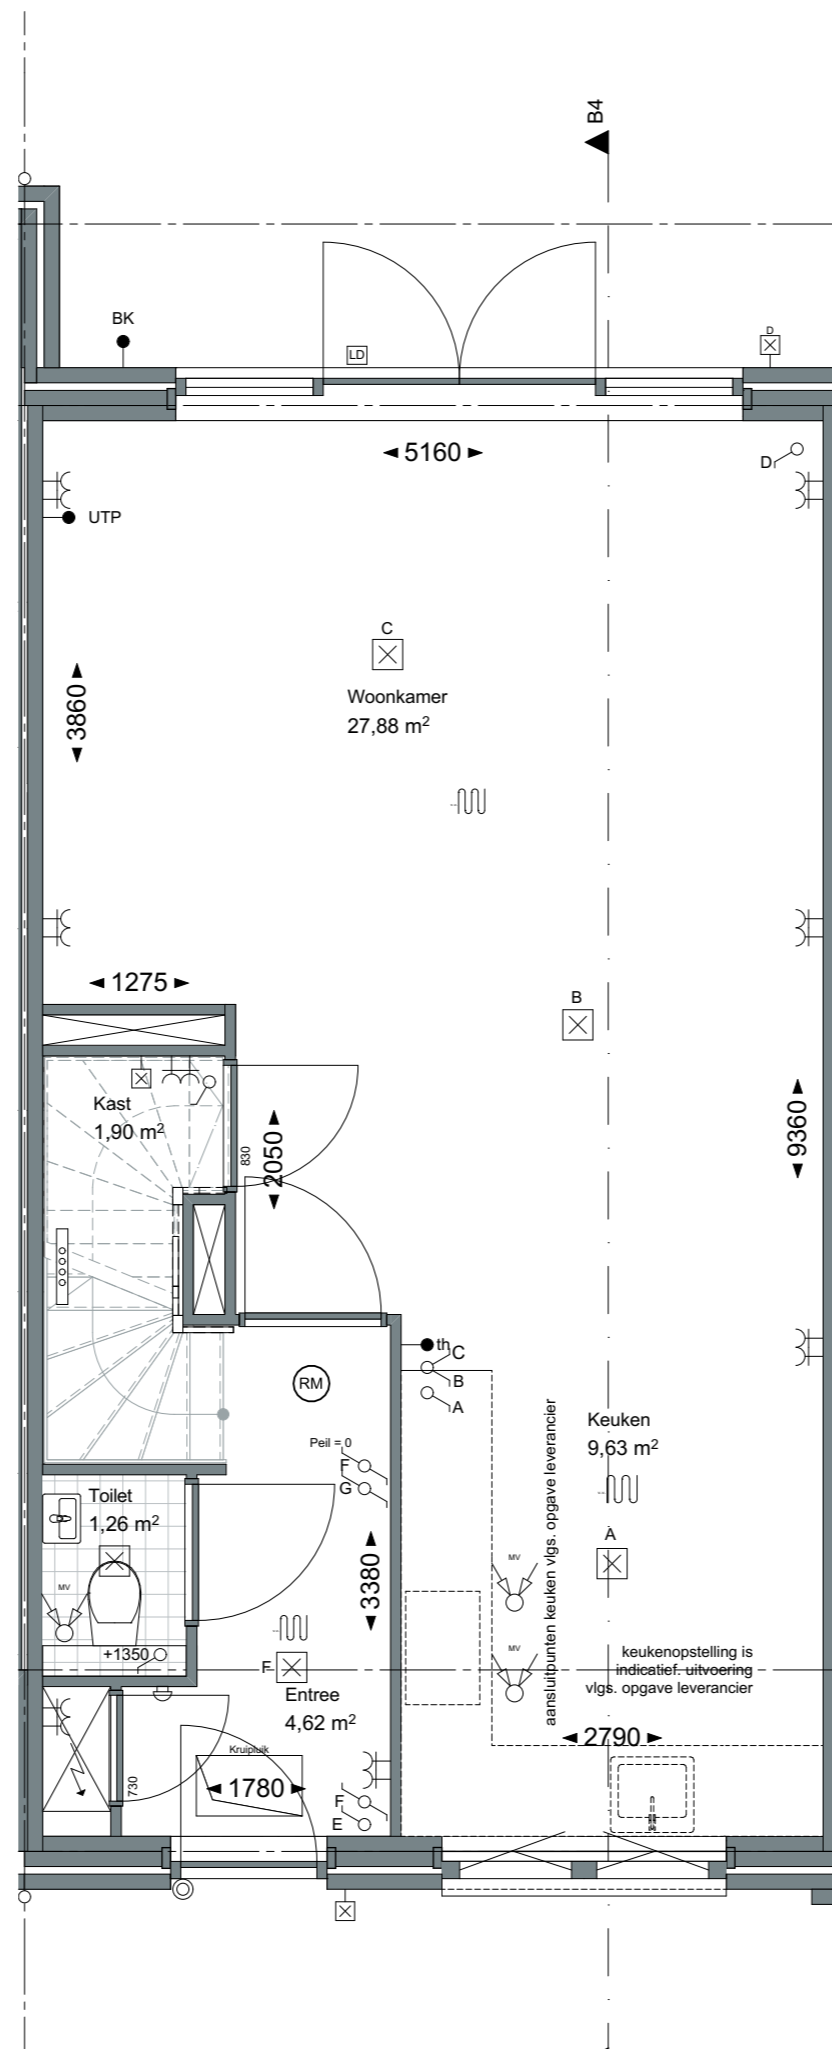 B4
BK
LD
D
5160
D
UTP
C
Woonkamer
27,88 m²
3860
1275
B
Kast
1,90 m²
830
2050
9360
th
C
B
A
RM
Keuken
9,63 m²
Peil = 0
F
G
aansluitpunten keuken vlgs. opgave leverancier
Toilet
1,26 m²
A
MV
MV
3380
+1350
MV
keukenopstelling is
indicatief. uitvoering
vlgs. opgave leverancier
F
Entree
4,62 m²
2790
Kruipluik
730
1780
F
E